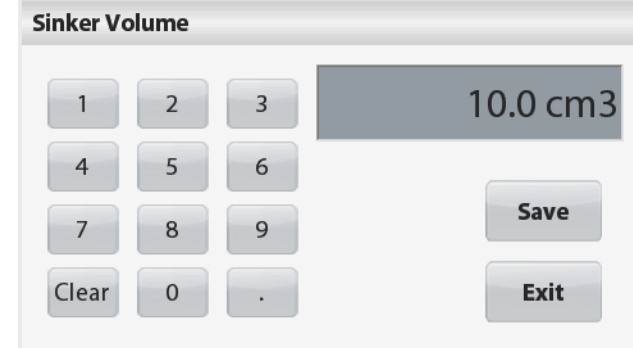 Sinker Volume
1 2 3 10.0 cm3
4 5 6
Save
7 8 9
Clear 0 . Exit